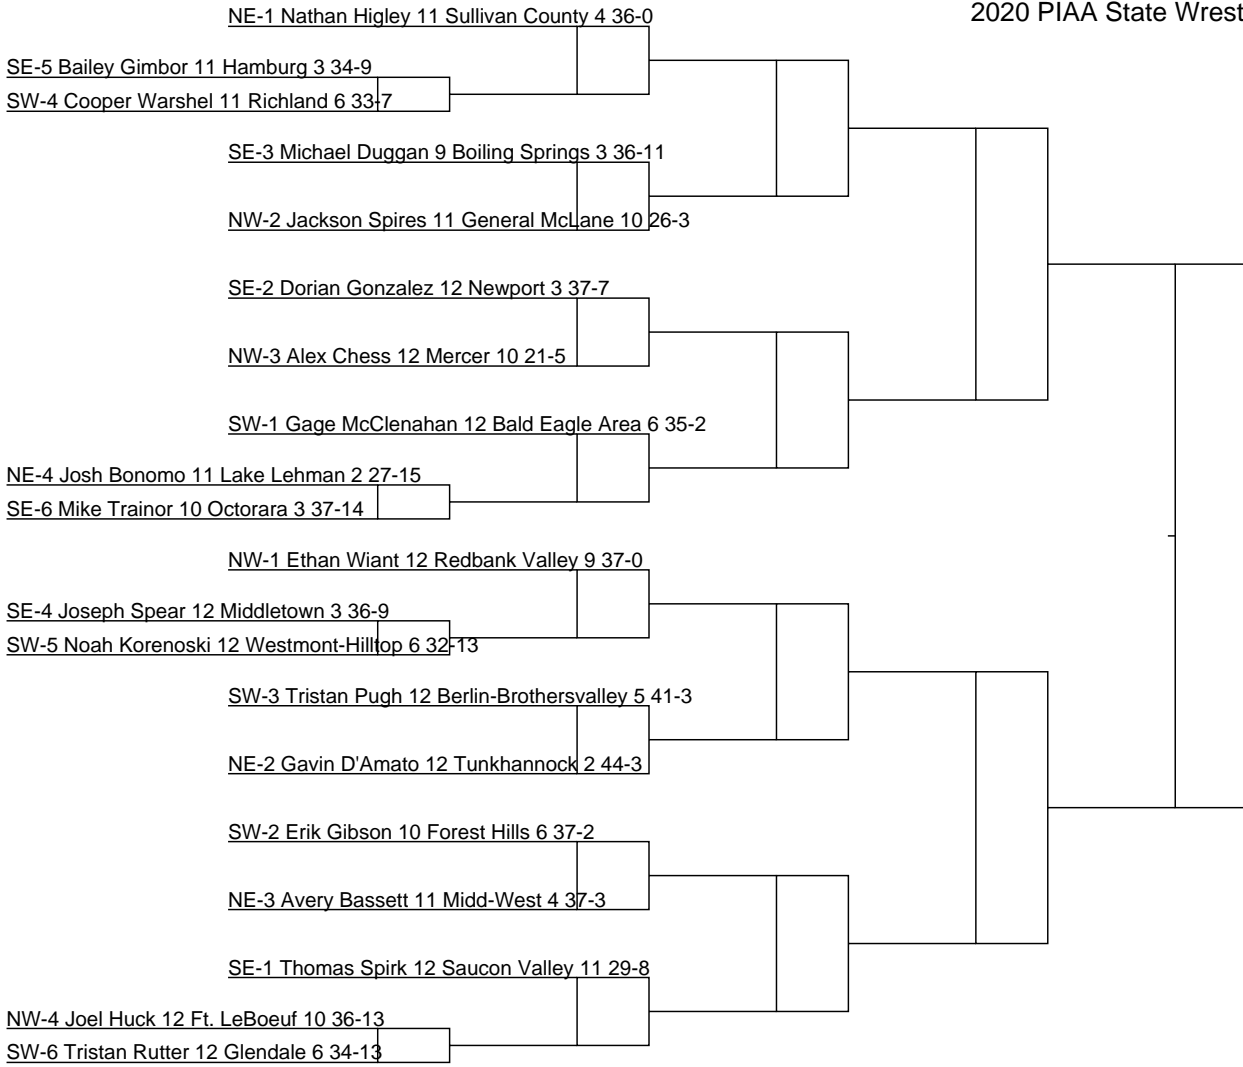 2020 PIAA State Wrest
NE-1 Nathan Higley 11 Sullivan County 4 36-0
SE-5 Bailey Gimbor 11 Hamburg 3 34-9
SW-4 Cooper Warshel 11 Richland 6 33-7
SE-3 Michael Duggan 9 Boiling Springs 3 36-11
NW-2 Jackson Spires 11 General McLane 10 26-3
SE-2 Dorian Gonzalez 12 Newport 3 37-7
NW-3 Alex Chess 12 Mercer 10 21-5
SW-1 Gage McClenahan 12 Bald Eagle Area 6 35-2
NE-4 Josh Bonomo 11 Lake Lehman 2 27-15
SE-6 Mike Trainor 10 Octorara 3 37-14
NW-1 Ethan Wiant 12 Redbank Valley 9 37-0
SE-4 Joseph Spear 12 Middletown 3 36-9
SW-5 Noah Korenoski 12 Westmont-Hilltop 6 32-13
SW-3 Tristan Pugh 12 Berlin-Brothersvalley 5 41-3
NE-2 Gavin D'Amato 12 Tunkhannock 2 44-3
SW-2 Erik Gibson 10 Forest Hills 6 37-2
NE-3 Avery Bassett 11 Midd-West 4 37-3
SE-1 Thomas Spirk 12 Saucon Valley 11 29-8
NW-4 Joel Huck 12 Ft. LeBoeuf 10 36-13
SW-6 Tristan Rutter 12 Glendale 6 34-13